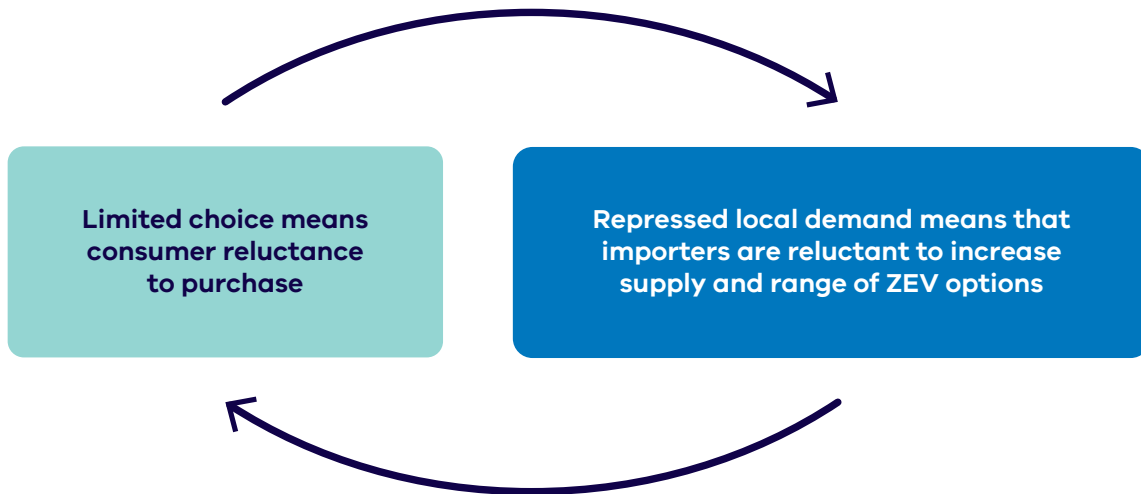 Limited choice means
consumer reluctance
to purchase
Repressed local demand means that
importers are reluctant to increase
supply and range of ZEV options